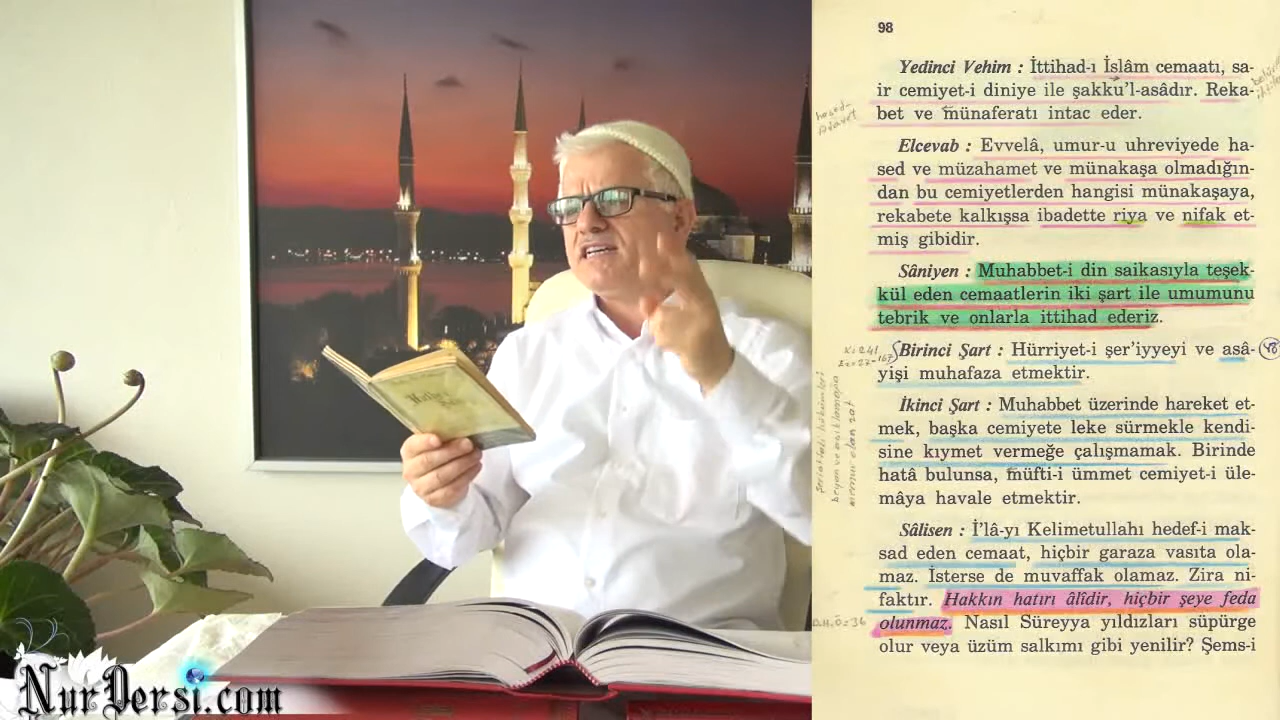 98
Yedinci Vehim : İttihad-ı İslâm cemaatı, sa-
ir cemiyet-i diniye ile şakku'l-asâdır. Reka-
bet ve münaferatı intac eder.
Elcevab : Evvelâ, umur-u uhreviyede ha-
sed ve müzahamet ve münakaşa olmadığın-
dan bu cemiyetlerden hangisi münakaşaya,
rekabete kalkışsa ibadette riya ve nifak et-
miş gibidir.
Sâniyen : Muhabbet-i din saikasıyla teşek-
kül eden cemaatlerin iki şart ile umumunu
tebrik ve onlarla ittihad ederiz.
Birinci Şart : Hürriyet-i şer'iyyeyi ve asâ-
yişi muhafaza etmektir.
İkinci Şart : Muhabbet üzerinde hareket et-
mek, başka cemiyete leke sürmekle kendi-
sine kıymet vermeğe çalışmamak. Birinde
hatâ bulunsa, müfti-i ümmet cemiyet-i üle-
mâya havale etmektir.
Sâlisen : İ'lâ-yı Kelimetullahı hedef-i mak-
sad eden cemaat, hiçbir garaza vasıta ola-
maz. İsterse de muvaffak olamaz. Zira ni-
faktır. Hakkın hatırı âlîdir, hiçbir şeye feda
olunmaz. Nasıl Süreyya yıldızları süpürge
olur veya üzüm salkımı gibi yenilir? Şems-i
NurDersi.com